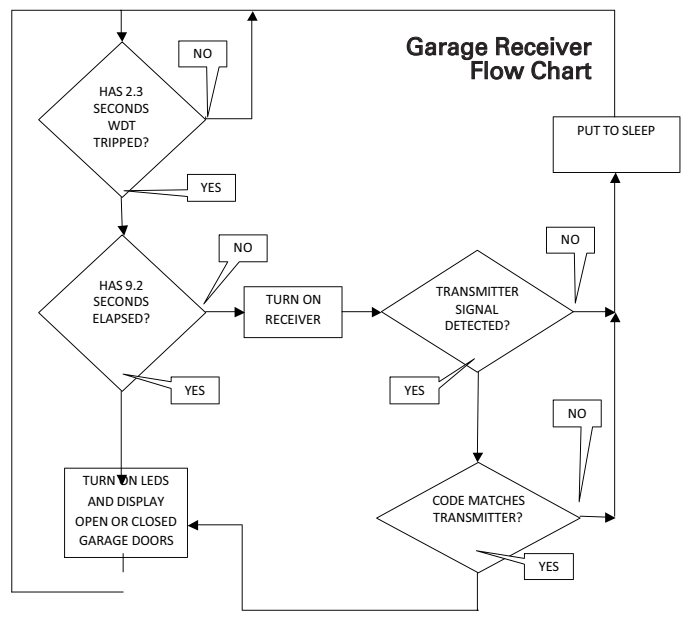 Garage Receiver
Flow Chart
NO
HAS 2.3
SECONDS
WDT
TRIPPED?
YES
PUT TO SLEEP
NO
HAS 9.2
SECONDS
ELAPSED?
YES
TURN ON
RECEIVER
NO
TRANSMITTER
SIGNAL
DETECTED?
YES
NO
CODE MATCHES
TRANSMITTER?
YES
TURN ON LEDS
AND DISPLAY
OPEN OR CLOSED
GARAGE DOORS